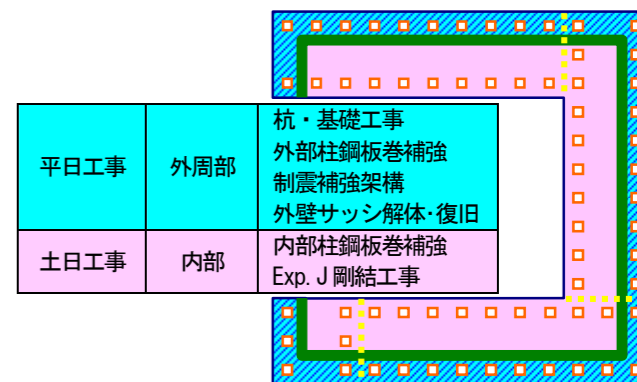 平日工事
外周部
杭・基礎工事
外部柱鋼板巻補強
制震補強架構
外壁サッシ解体・復旧
土日工事
内部
内部柱鋼板巻補強
Exp. J 剛結工事